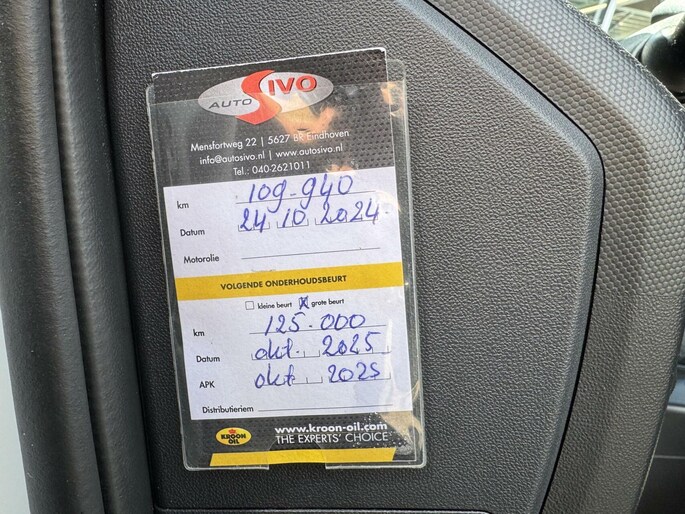 AUTO SIVO
Mensfortweg 22 | 5627 BR Eindhoven
info@autosivo.nl | www.autosivo.nl
Tel.: 040-2621011
km 109-940
Datum 24 10 2024
Motorolie
VOLGENDE ONDERHOUDSBEURT
kleine beurt X grote beurt
km 125.000
Datum okt. 2025
APK okt 2025
Distributieriem
KROON OIL www.kroon-oil.com
THE EXPERTS' CHOICE